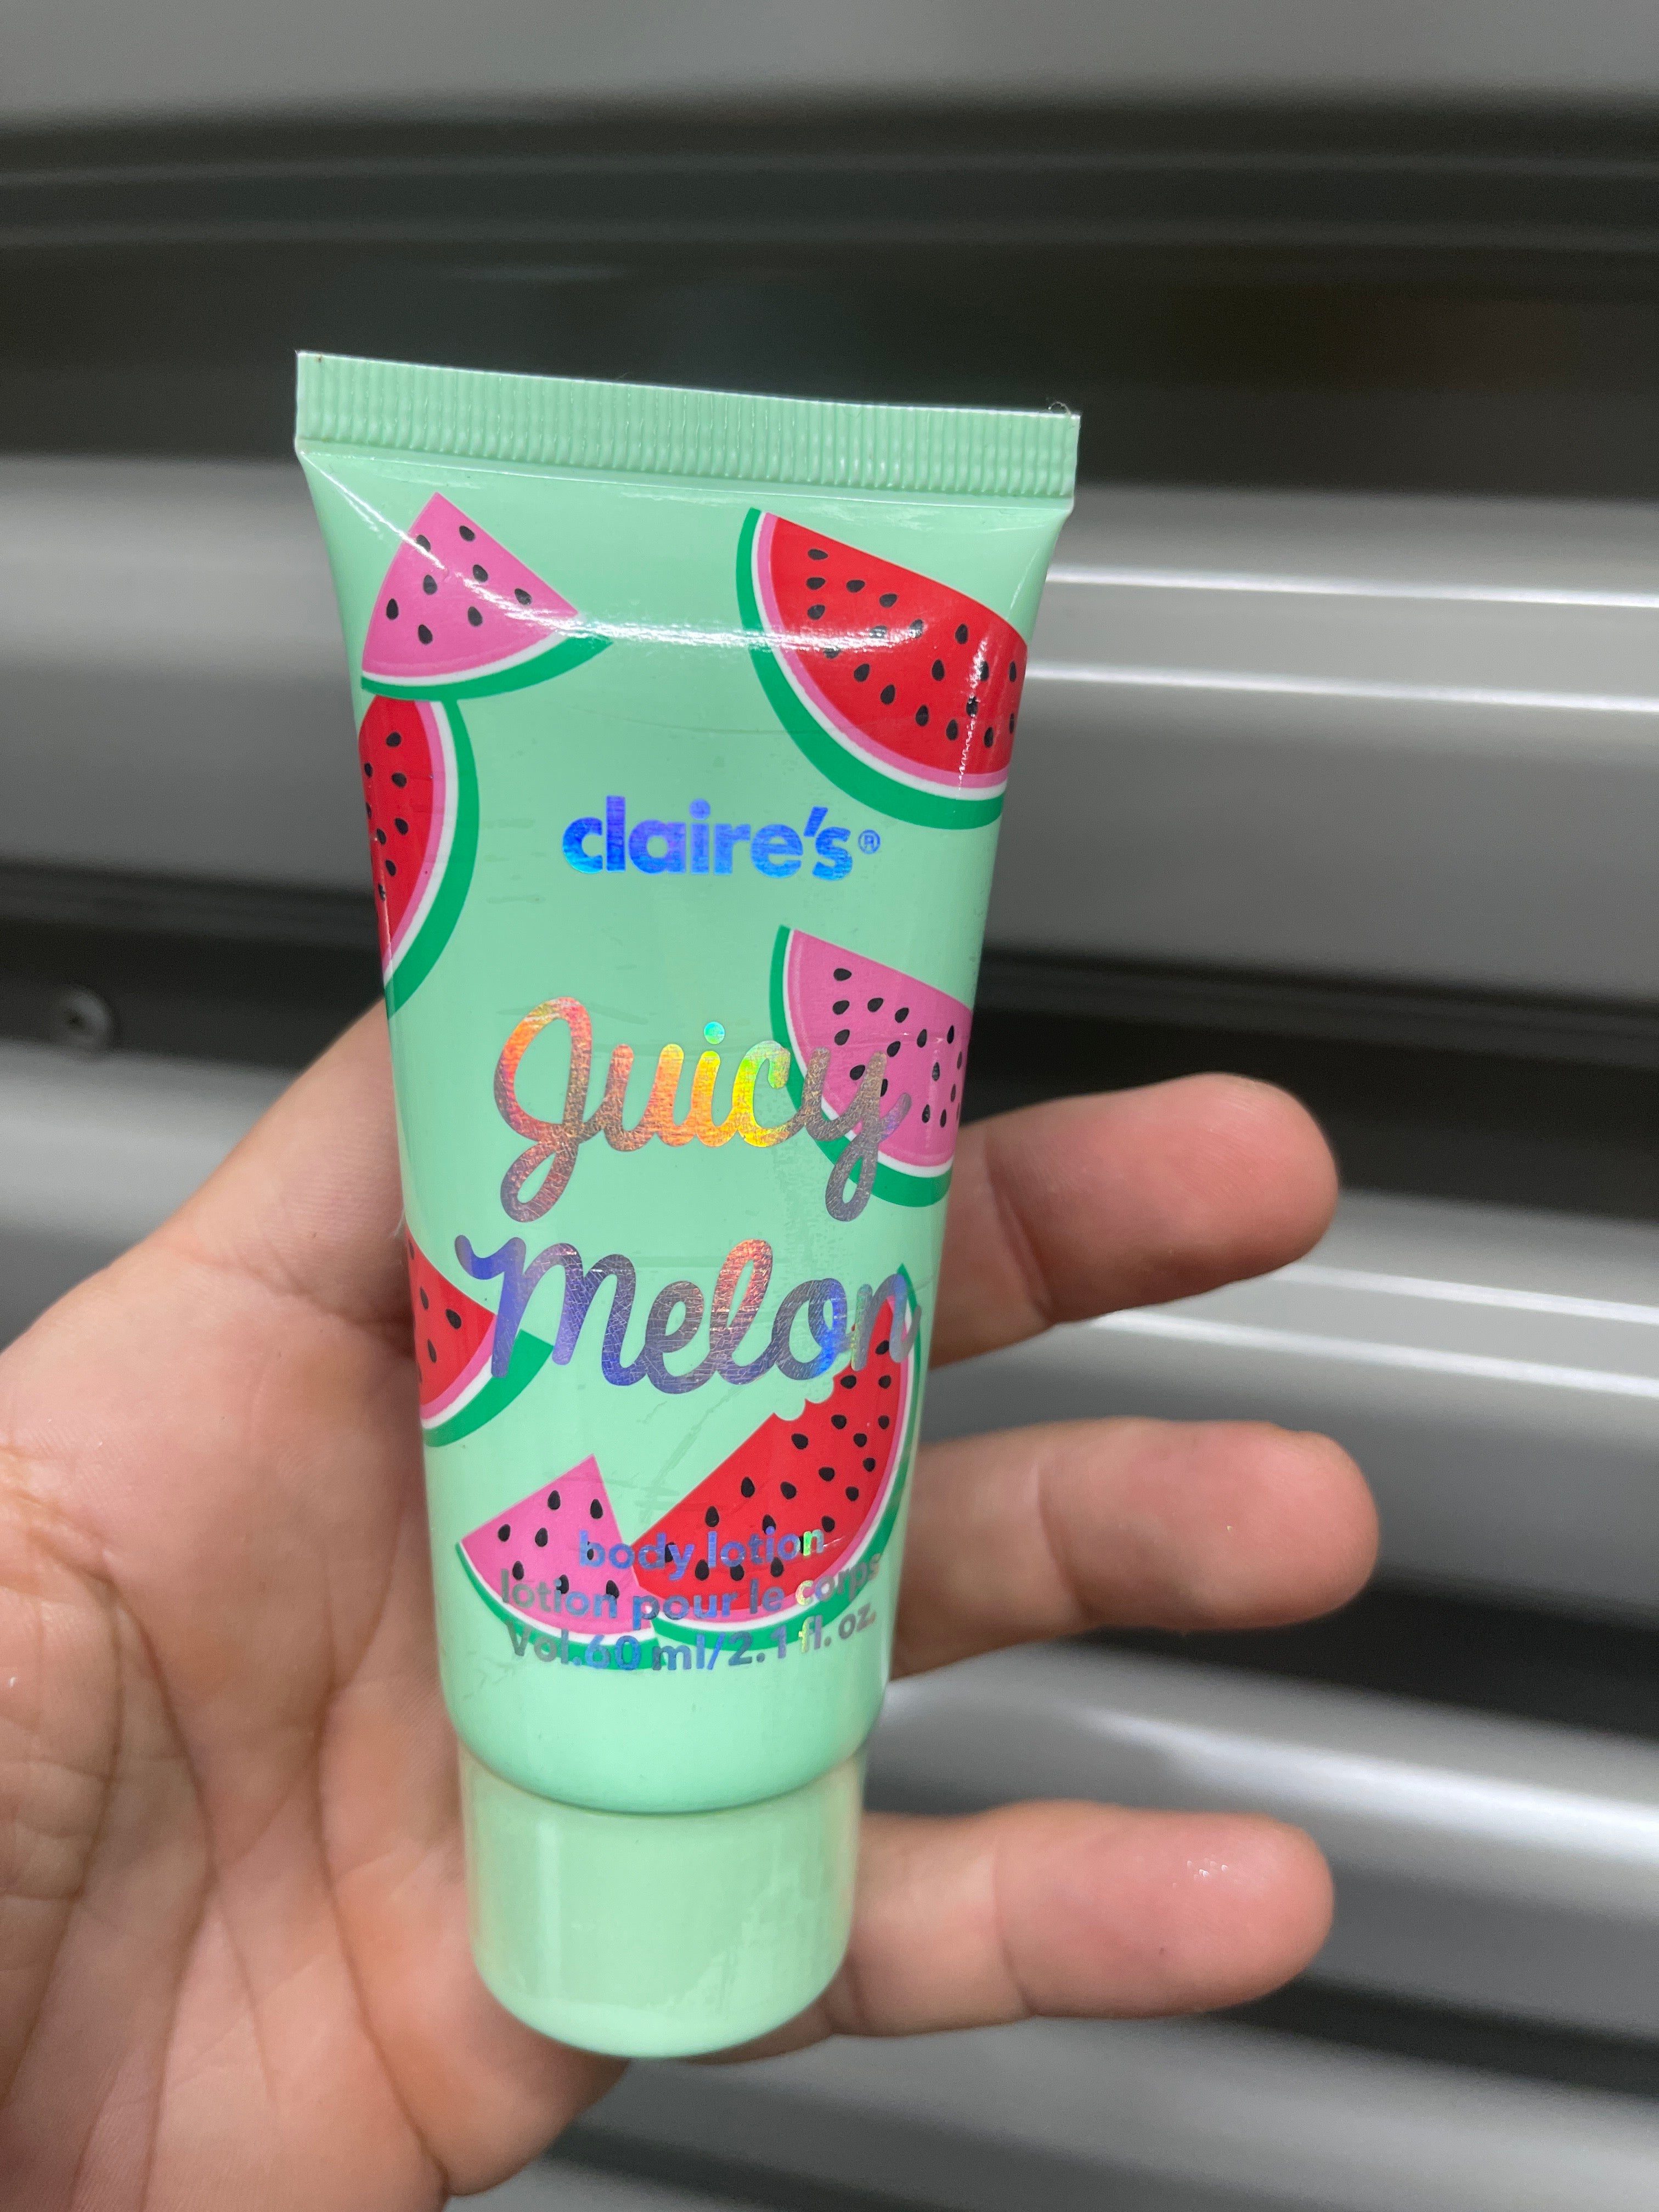 claire's®
Juicy
Melon
body lotion
lotion pour le corps
Vol.60 ml/2.1 fl. oz.